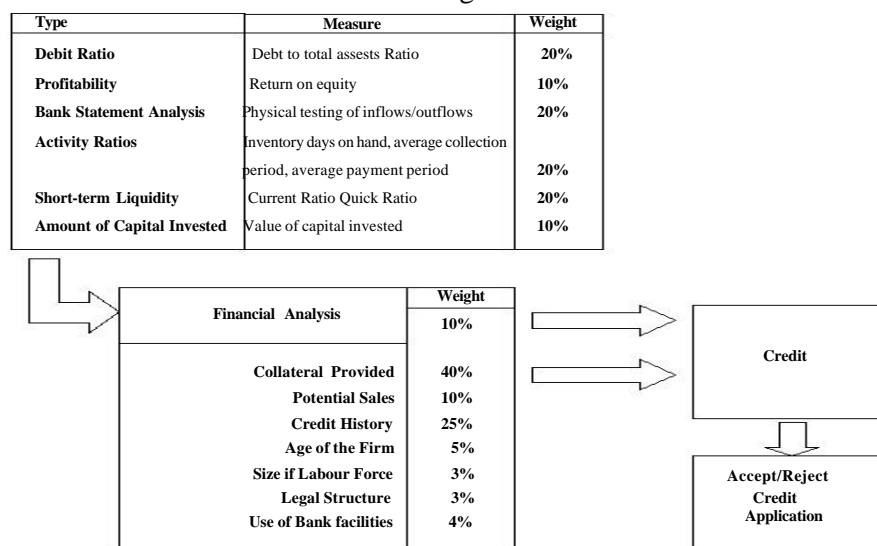 Type Measure Weight
Debit Ratio Debt to total assests Ratio 20%
Profitability Return on equity 10%
Bank Statement Analysis Physical testing of inflows/outflows 20%
Activity Ratios Inventory days on hand, average collection
period, average payment period 20%
Short-term Liquidity Current Ratio Quick Ratio 20%
Amount of Capital Invested Value of capital invested 10%
Weight
Financial Analysis 10%
Collateral Provided 40%
Potential Sales 10%
Credit History 25%
Age of the Firm 5%
Size if Labour Force 3%
Legal Structure 3%
Use of Bank facilities 4%
Credit
Accept/Reject
Credit
Application